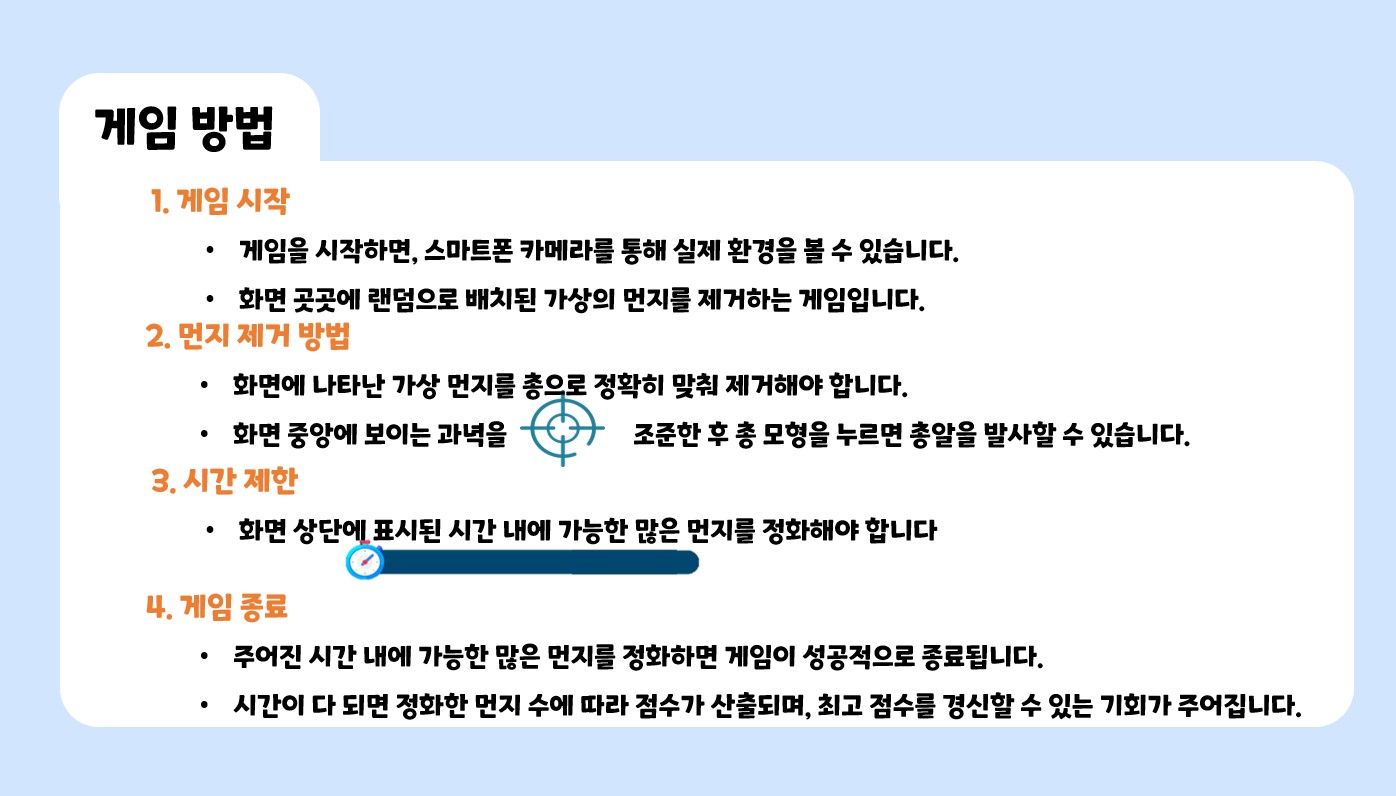 게임 방법
1. 게임 시작
• 게임을 시작하면, 스마트폰 카메라를 통해 실제 환경을 볼 수 있습니다.
• 화면 곳곳에 랜덤으로 배치된 가상의 먼지를 제거하는 게임입니다.
2. 먼지 제거 방법
• 화면에 나타난 가상 먼지를 총으로 정확히 맞춰 제거해야 합니다.
• 화면 중앙에 보이는 과녁을 조준한 후 총 모형을 누르면 총알을 발사할 수 있습니다.
3. 시간 제한
• 화면 상단에 표시된 시간 내에 가능한 많은 먼지를 정화해야 합니다
4. 게임 종료
• 주어진 시간 내에 가능한 많은 먼지를 정화하면 게임이 성공적으로 종료됩니다.
• 시간이 다 되면 정화한 먼지 수에 따라 점수가 산출되며, 최고 점수를 경신할 수 있는 기회가 주어집니다.